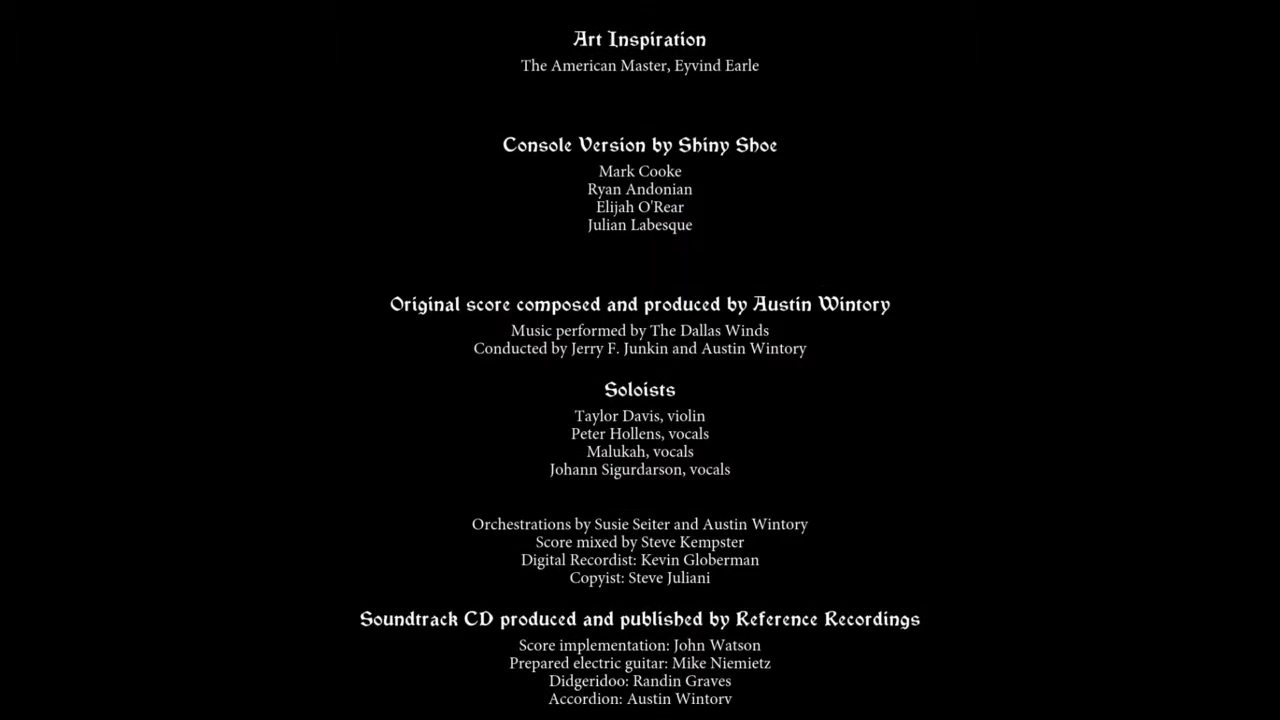 Art Inspiration
The American Master, Eyvind Earle
Console Version by Shiny Shoe
Mark Cooke
Ryan Andonian
Elijah O'Rear
Julian Labesque
Original score composed and produced by Austin Wintory
Music performed by The Dallas Winds
Conducted by Jerry F. Junkin and Austin Wintory
Soloists
Taylor Davis, violin
Peter Hollens, vocals
Malukah, vocals
Johann Sigurdarson, vocals
Orchestrations by Susie Seiter and Austin Wintory
Score mixed by Steve Kempster
Digital Recordist: Kevin Globerman
Copyist: Steve Juliani
Soundtrack CD produced and published by Reference Recordings
Score implementation: John Watson
Prepared electric guitar: Mike Niemietz
Didgeridoo: Randin Graves
Accordion: Austin Wintory